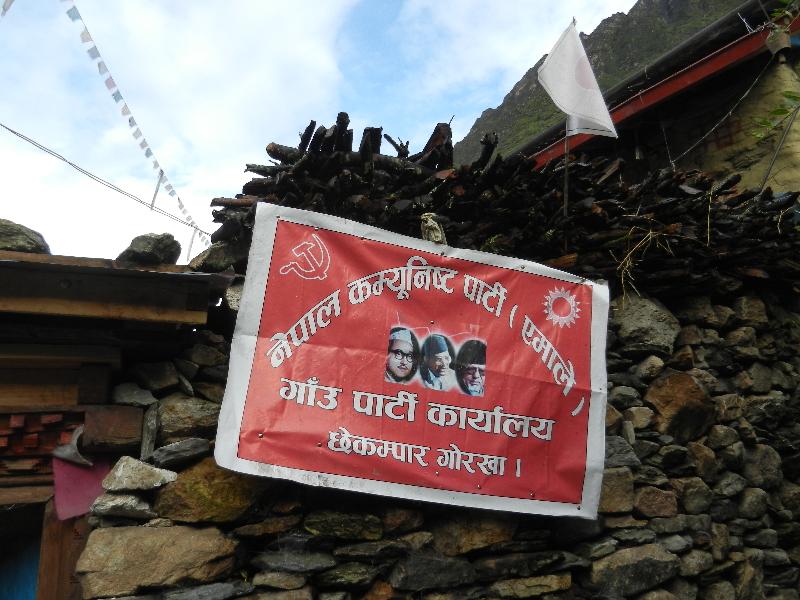 नेपाल कम्यूनिष्ट पार्टी ( एमाले )
गाँउ पार्टी कार्यालय
छेकम्पार गोरखा ।